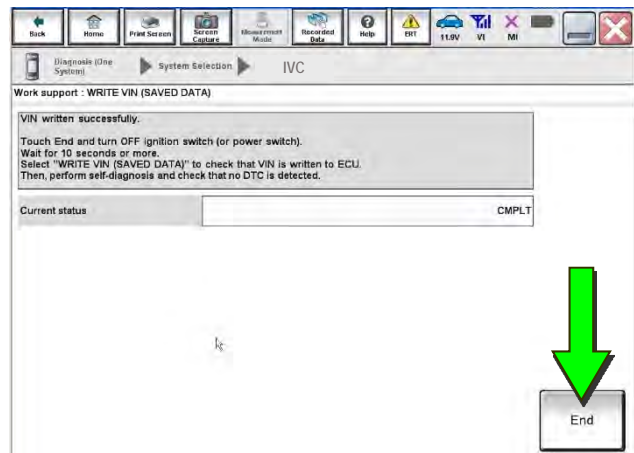 Back
Home
Print Screen
Screen
Capture
Measurement
Mode
Recorded
Data
Help
ERT
11.9V
VI
MI
Diagnosis (One
System)
System Selection
IVC
Work support : WRITE VIN (SAVED DATA)
VIN written successfully.
Touch End and turn OFF ignition switch (or power switch).
Wait for 10 seconds or more.
Select "WRITE VIN (SAVED DATA)" to check that VIN is written to ECU.
Then, perform self-diagnosis and check that no DTC is detected.
Current status
CMPLT
End